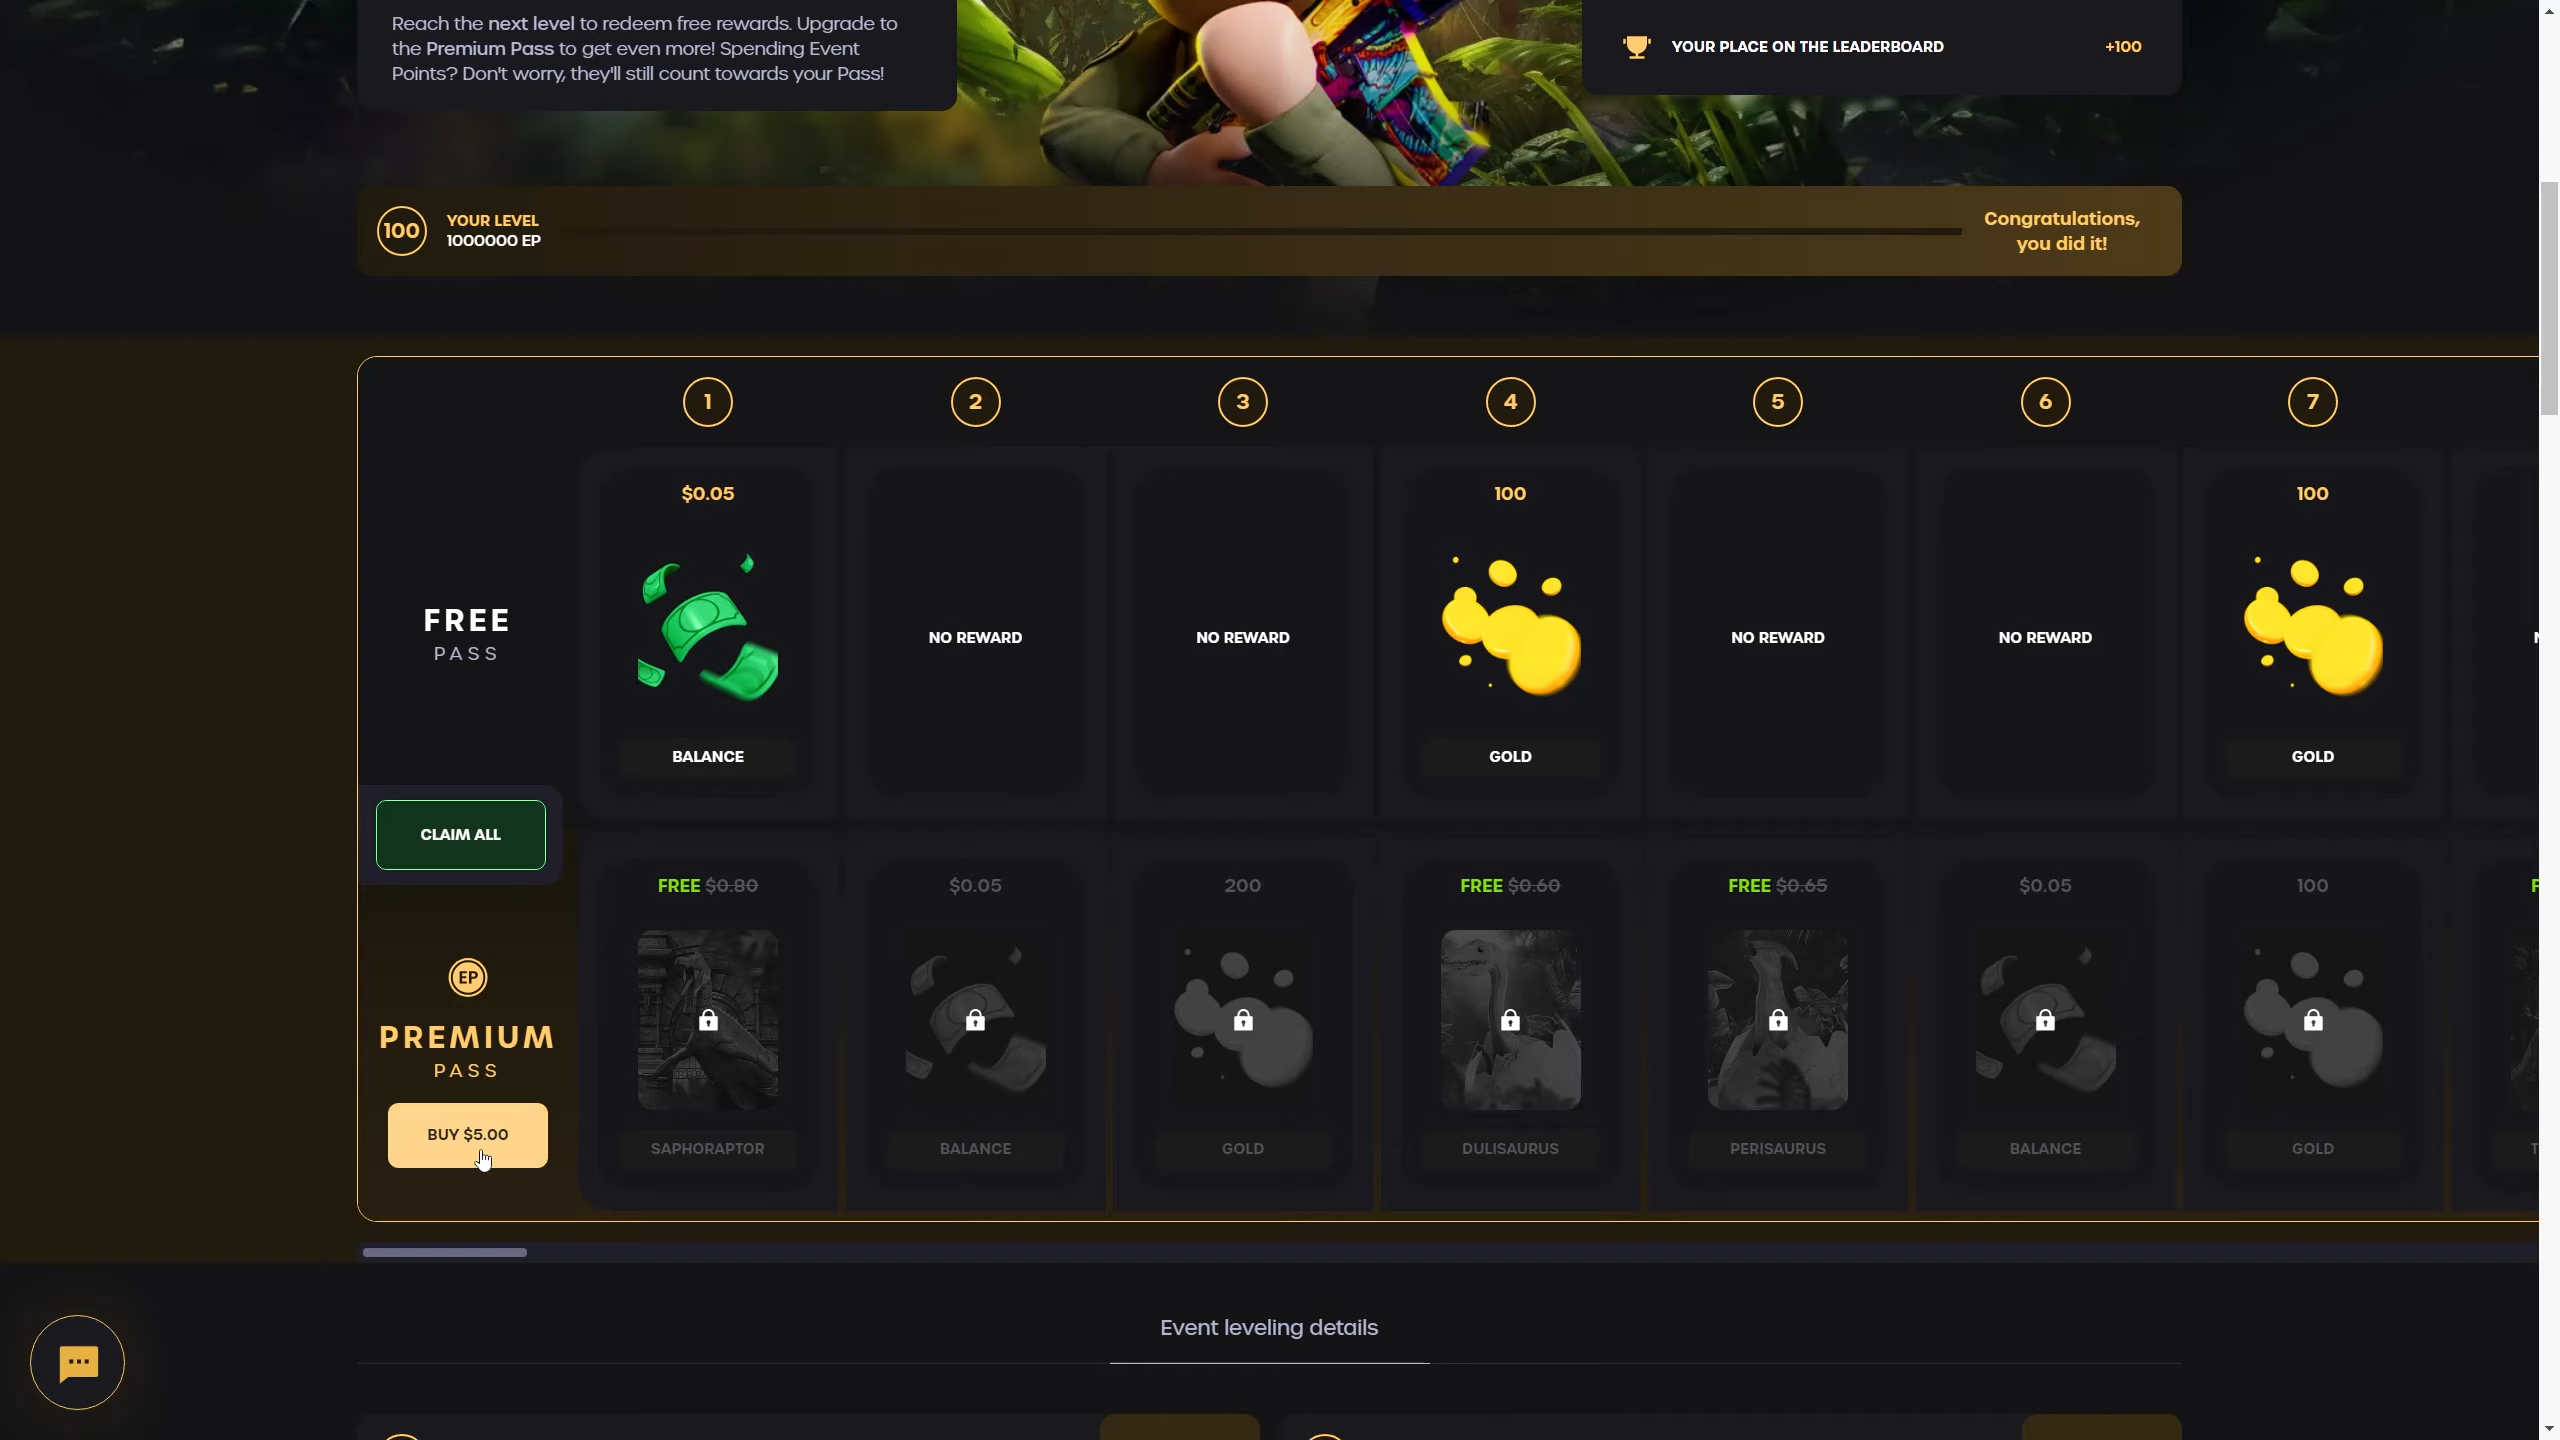 Reach the next level to redeem free rewards. Upgrade to
the Premium Pass to get even more! Spending Event
Points? Don't worry, they'll still count towards your Pass!
YOUR PLACE ON THE LEADERBOARD
+100
100
YOUR LEVEL
1000000 EP
Congratulations,
you did it!
1
2
3
4
5
6
7
FREE
PASS
$0.05
BALANCE
NO REWARD
NO REWARD
100
GOLD
NO REWARD
NO REWARD
100
GOLD
CLAIM ALL
EP
PREMIUM
PASS
BUY $5.00
FREE $0.80
SAPHORAPTOR
$0.05
BALANCE
200
GOLD
FREE $0.60
DULISAURUS
FREE $0.65
PERISAURUS
$0.05
BALANCE
100
GOLD
Event leveling details